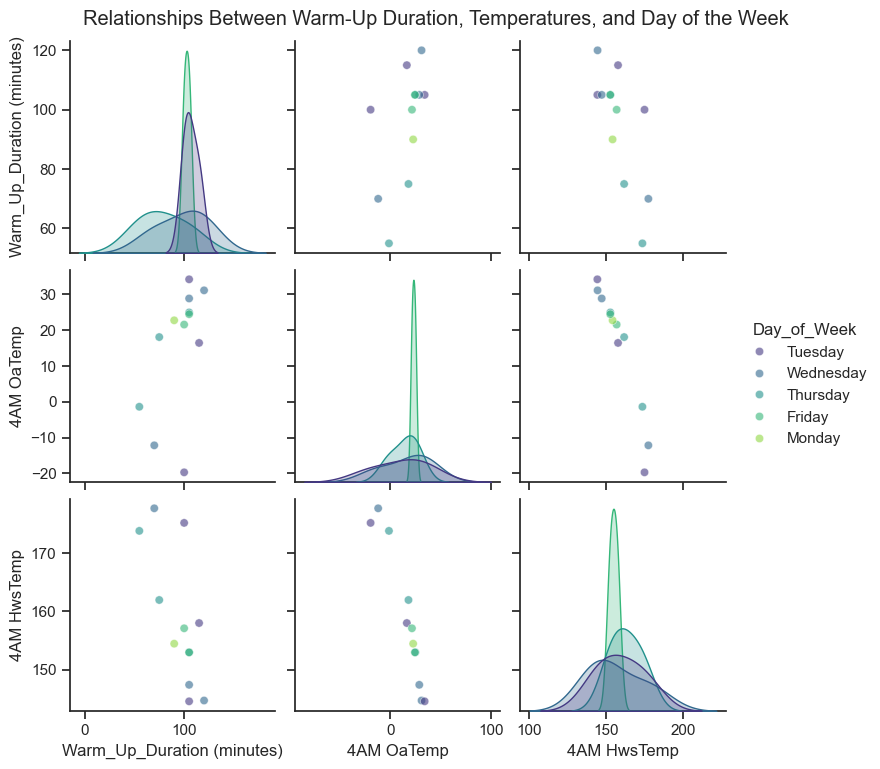 Relationships Between Warm-Up Duration, Temperatures, and Day of the Week
Warm_Up_Duration (minutes)
120
100
80
60
4AM OaTemp
30
20
10
0
−10
−20
4AM HwsTemp
170
160
150
0
100
Warm_Up_Duration (minutes)
0
100
4AM OaTemp
100
150
200
4AM HwsTemp
Day_of_Week
Tuesday
Wednesday
Thursday
Friday
Monday